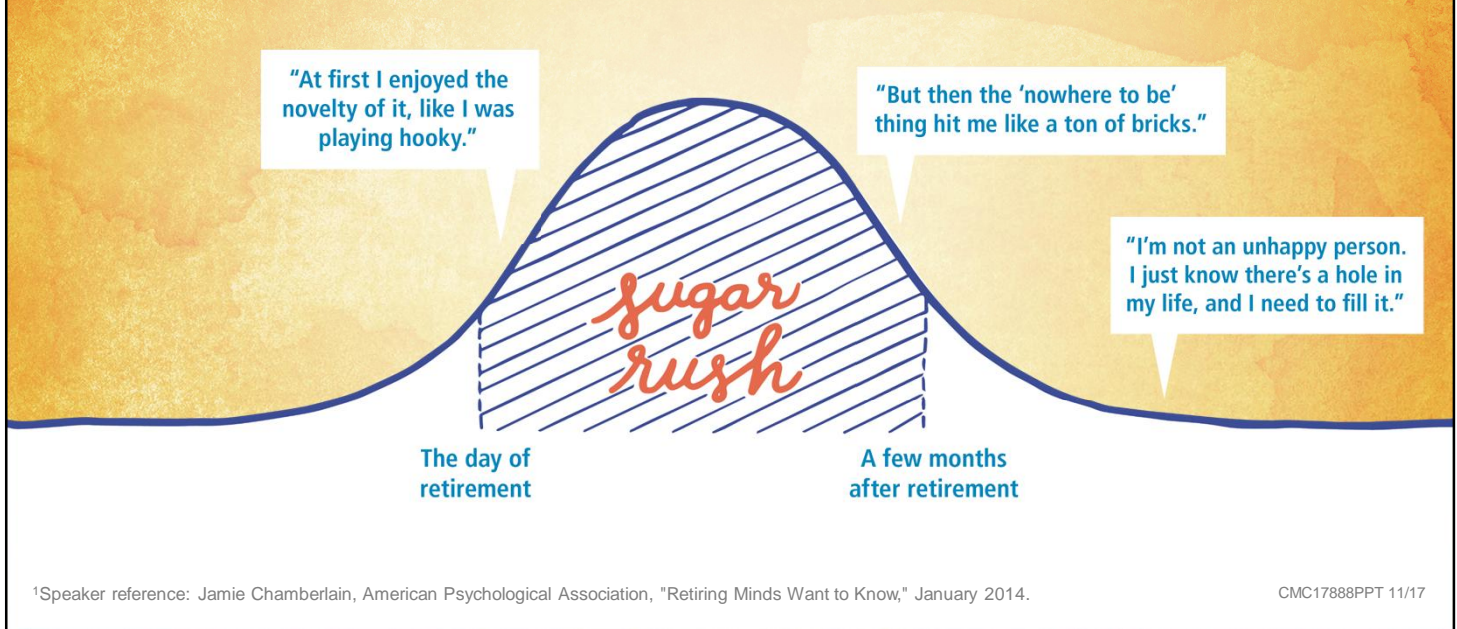 “At first I enjoyed the
novelty of it, like I was
playing hooky.”
“But then the ‘nowhere to be’
thing hit me like a ton of bricks.”
“I’m not an unhappy person.
I just know there’s a hole in
my life, and I need to fill it.”
sugar
rush
The day of
retirement
A few months
after retirement
¹Speaker reference: Jamie Chamberlain, American Psychological Association, "Retiring Minds Want to Know," January 2014.
CMC17888PPT 11/17